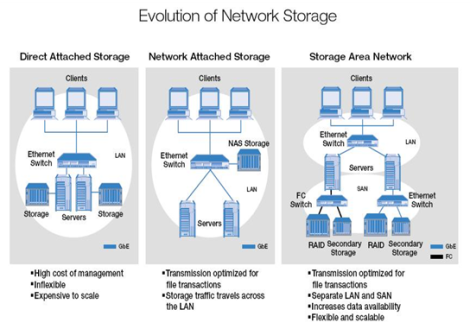 Evolution of Network Storage
Direct Attached Storage
Clients
Ethernet
Switch
LAN
Storage
Servers
Storage
GbE
▪High cost of management
▪Inflexible
▪Expensive to scale
Network Attached Storage
Clients
NAS Storage
Ethernet
Switch
LAN
Servers
GbE
▪Transmission optimized for
file transactions
▪Storage traffic travels across
the LAN
Storage Area Network
Clients
Ethernet
Switch
LAN
Servers
SAN
FC
Switch
Ethernet
Switch
RAID
Secondary
Storage
RAID
Secondary
Storage
GbE
FC
▪Transmission optimized for
file transactions
▪Separate LAN and SAN
▪Increases data availability
▪Flexible and scalable